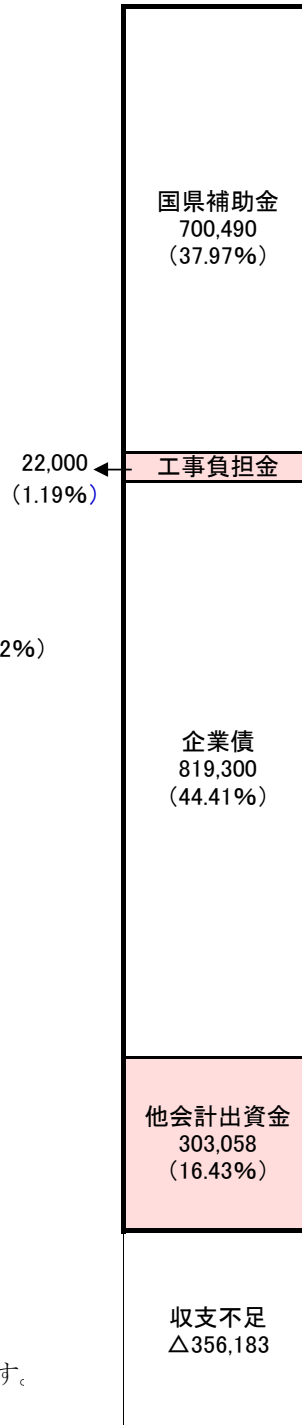 国県補助金
700,490
（37.97%）
22,000
工事負担金
（1.19%）
2%）
企業債
819,300
（44.41%）
他会計出資金
303,058
（16.43%）
収支不足
△356,183
す。